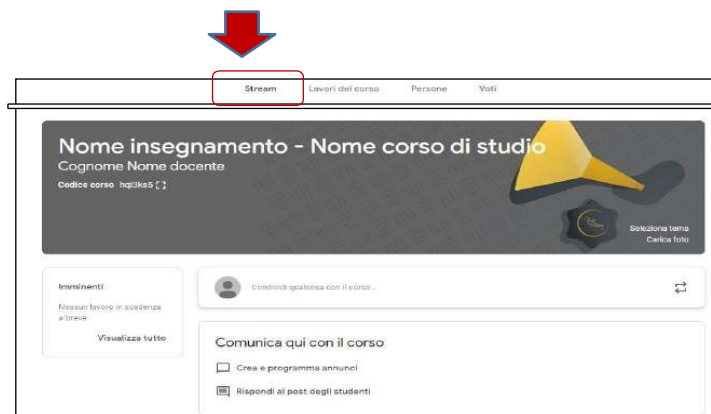 Stream Lavori del corso Persone Voti
Nome insegnamento - Nome corso di studio
Cognome Nome docente
Codice corso hql3ks5
Seleziona tema
Carica foto
Imminenti
Nessun lavoro in scadenza
a breve
Visualizza tutto
Condividi qualcosa con il corso...
Comunica qui con il corso
Crea e programma annunci
Rispondi ai post degli studenti